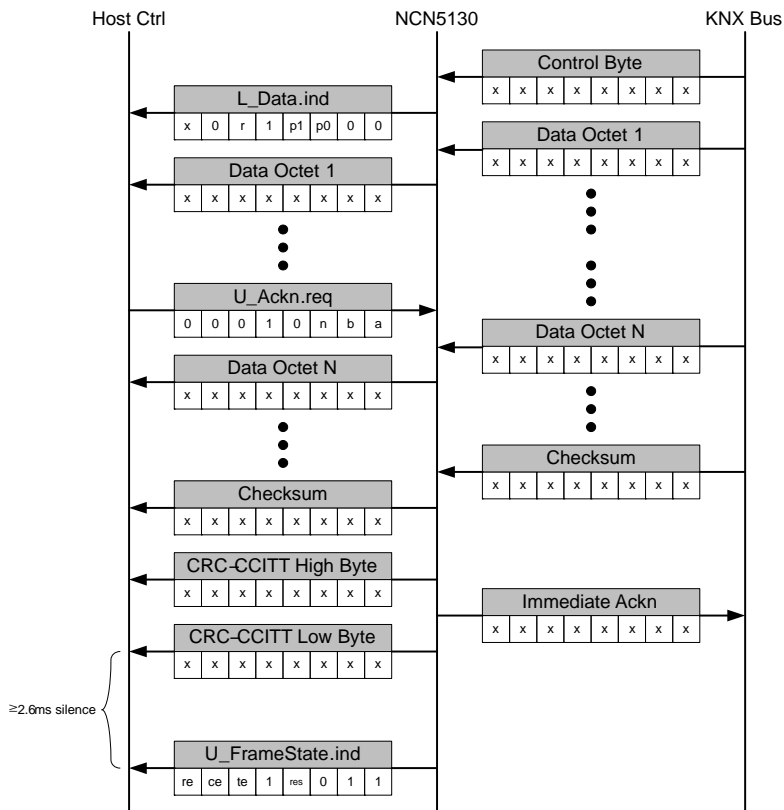 Host Ctrl NCN5130 KNX Bus
Control Byte
x x x x x x x x
L_Data.ind
x 0 r 1 p1 p0 0 0
Data Octet 1
x x x x x x x x
Data Octet 1
x x x x x x x x
U_Ackn.req
0 0 0 1 0 n b a
Data Octet N
x x x x x x x x
Data Octet N
x x x x x x x x
Checksum
x x x x x x x x
Checksum
x x x x x x x x
CRC-CCITT High Byte
x x x x x x x x
Immediate Ackn
x x x x x x x x
CRC-CCITT Low Byte
x x x x x x x x
≥2.6ms silence
U_FrameState.ind
re ce te 1 res 0 1 1